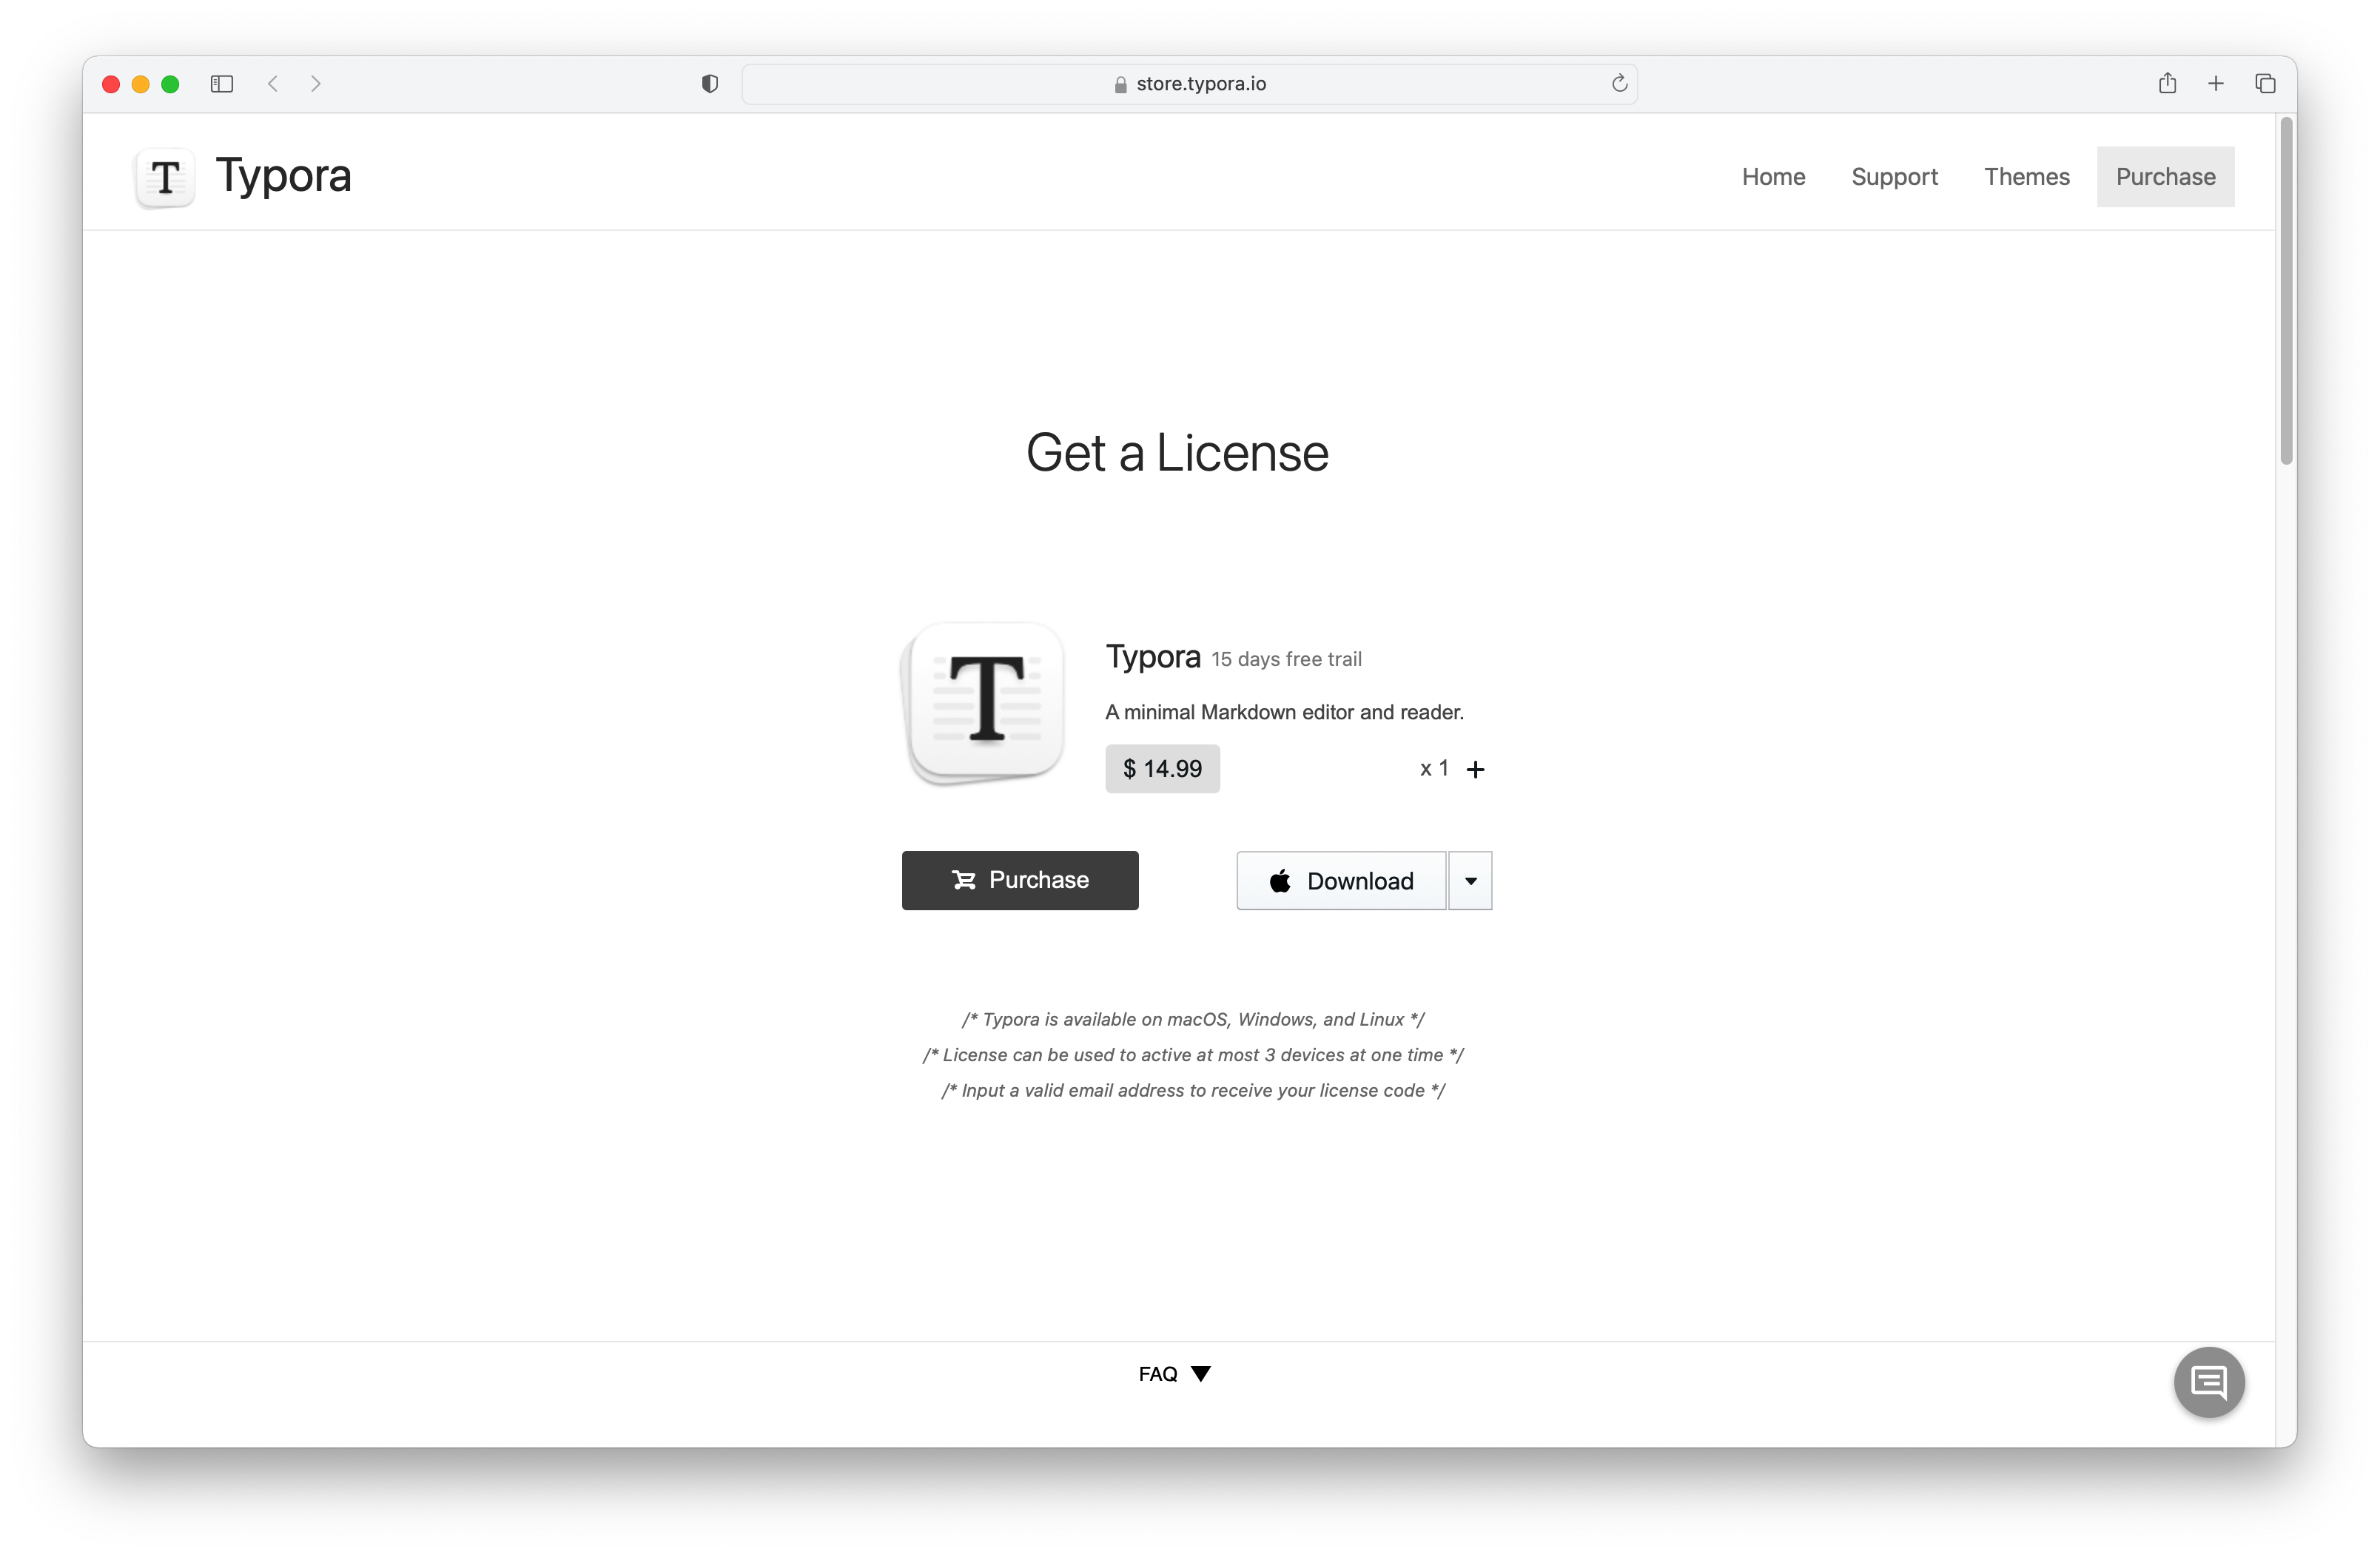 store.typora.io
T Typora
Home Support Themes Purchase
Get a License
T
Typora 15 days free trail
A minimal Markdown editor and reader.
$ 14.99 x 1 +
Purchase Download
/* Typora is available on macOS, Windows, and Linux */
/* License can be used to active at most 3 devices at one time */
/* Input a valid email address to receive your license code */
FAQ